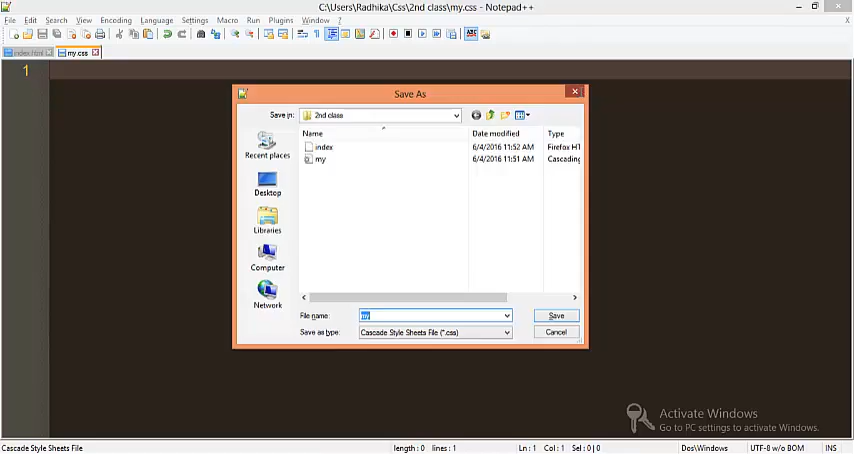 C:\Users\Radhika\Css\2nd class\my.css - Notepad++
File Edit Search View Encoding Language Settings Macro Run Plugins Window ? X
index.html my.css
1
Save As
Save in: 2nd class
Name Date modified Type
index 6/4/2016 11:52 AM Firefox HT
my 6/4/2016 11:51 AM Cascading
Recent places
Desktop
Libraries
Computer
Network
File name: my Save
Save as type: Cascade Style Sheets File (*.css) Cancel
Activate Windows
Go to PC settings to activate Windows.
Cascade Style Sheets File length : 0 lines : 1 Ln : 1 Col : 1 Sel : 0 | 0 Dos\Windows UTF-8 w/o BOM INS